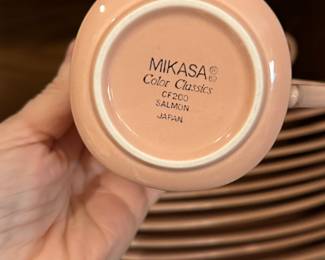 MIKASA®
Color Classics
CF200
SALMON
JAPAN